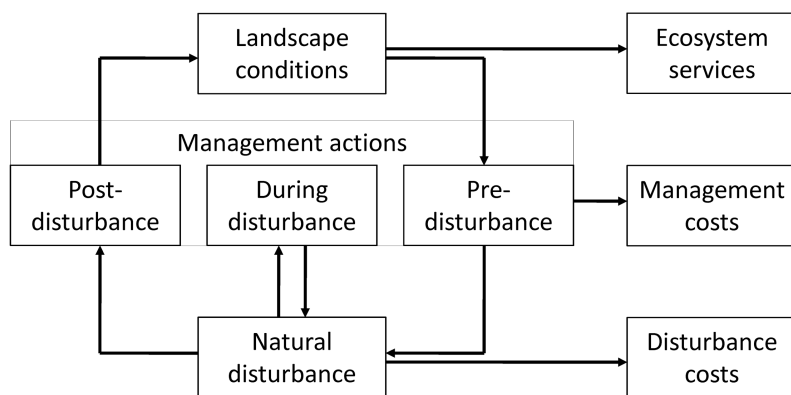 Landscape
conditions
Ecosystem
services
Management actions
Post-
disturbance
During
disturbance
Pre-
disturbance
Management
costs
Natural
disturbance
Disturbance
costs